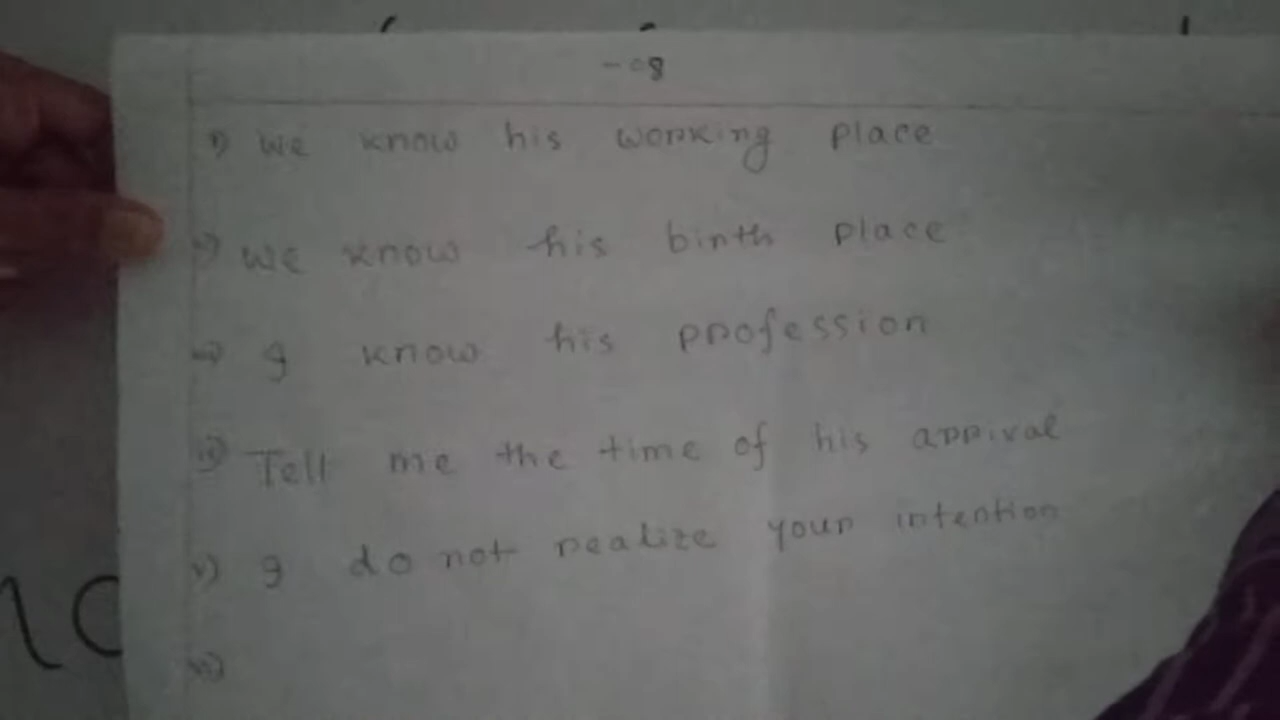 -08
i) We know his working place
ii) We know his birth place
iii) I know his profession
iv) Tell me the time of his arrival
v) I do not realize your intention
vi)